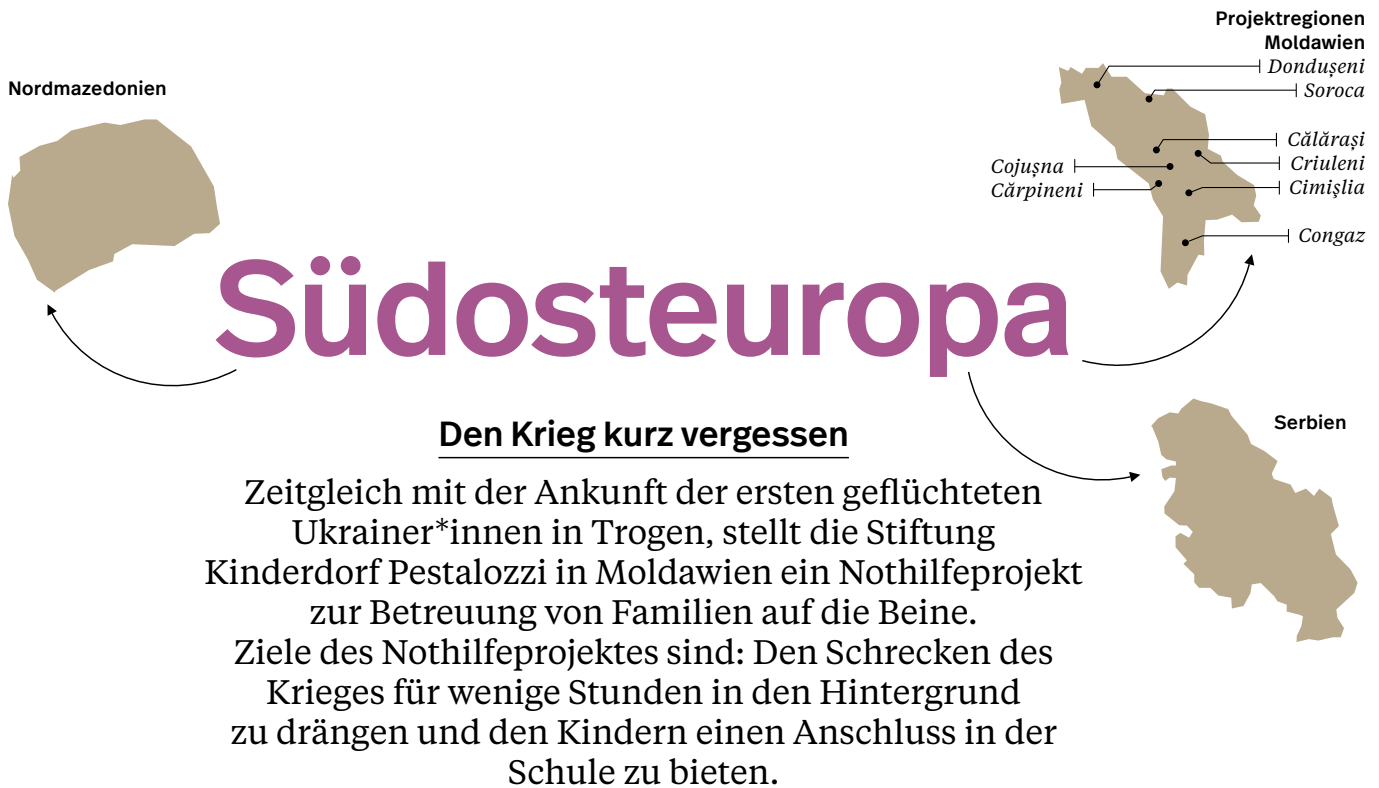 Projektregionen
Moldawien
Dondușeni
Soroca
Călărași
Criuleni
Cojușna
Cărpineni
Cimişlia
Congaz
Nordmazedonien
Südosteuropa
Serbien
Den Krieg kurz vergessen
Zeitgleich mit der Ankunft der ersten geflüchteten
Ukrainer*innen in Trogen, stellt die Stiftung
Kinderdorf Pestalozzi in Moldawien ein Nothilfeprojekt
zur Betreuung von Familien auf die Beine.
Ziele des Nothilfeprojektes sind: Den Schrecken des
Krieges für wenige Stunden in den Hintergrund
zu drängen und den Kindern einen Anschluss in der
Schule zu bieten.